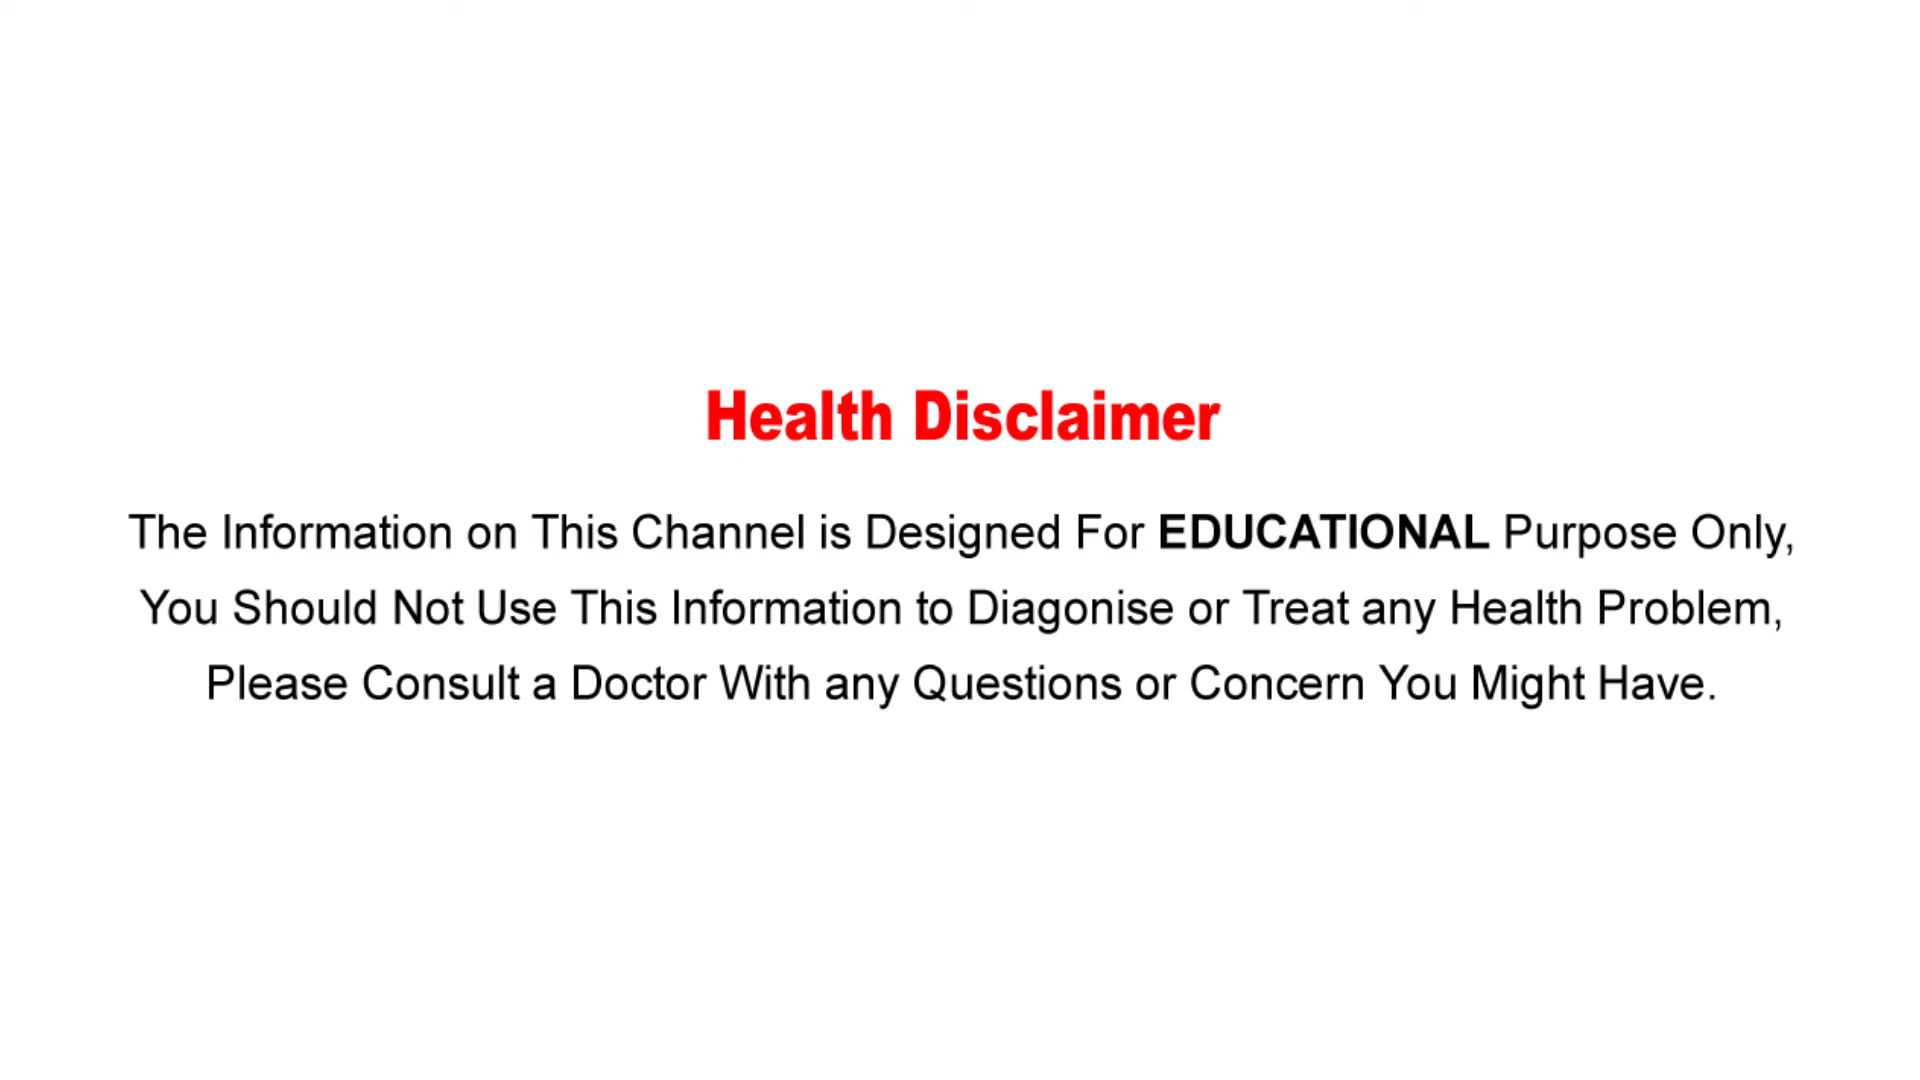 Health Disclaimer
The Information on This Channel is Designed For EDUCATIONAL Purpose Only,
You Should Not Use This Information to Diagonise or Treat any Health Problem,
Please Consult a Doctor With any Questions or Concern You Might Have.